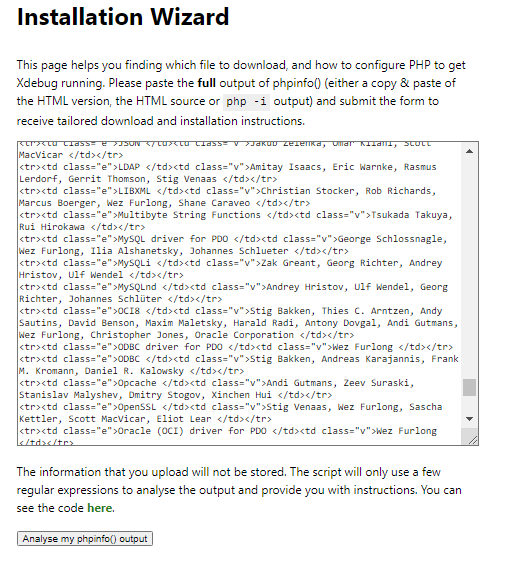 Installation Wizard
This page helps you finding which file to download, and how to configure PHP to get
Xdebug running. Please paste the full output of phpinfo() (either a copy & paste of
the HTML version, the HTML source or php -i output) and submit the form to
receive tailored download and installation instructions.
<tr><td class="e">JSON </td><td class="v">Jakub Zelenka, Omar Kilani, Scott
MacVicar </td></tr>
<tr><td class="e">LDAP </td><td class="v">Amitay Isaacs, Eric Warnke, Rasmus
Lerdorf, Gerrit Thomson, Stig Venaas </td></tr>
<tr><td class="e">LIBXML </td><td class="v">Christian Stocker, Rob Richards,
Marcus Boerger, Wez Furlong, Shane Caraveo </td></tr>
<tr><td class="e">Multibyte String Functions </td><td class="v">Tsukada Takuya,
Rui Hirokawa </td></tr>
<tr><td class="e">MySQL driver for PDO </td><td class="v">George Schlossnagle,
Wez Furlong, Ilia Alshanetsky, Johannes Schlueter </td></tr>
<tr><td class="e">MySQLi </td><td class="v">Zak Greant, Georg Richter, Andrey
Hristov, Ulf Wendel </td></tr>
<tr><td class="e">MySQLnd </td><td class="v">Andrey Hristov, Ulf Wendel, Georg
Richter, Johannes Schlüter </td></tr>
<tr><td class="e">OCI8 </td><td class="v">Stig Bakken, Thies C. Arntzen, Andy
Sautins, David Benson, Maxim Maletsky, Harald Radi, Antony Dovgal, Andi Gutmans,
Wez Furlong, Christopher Jones, Oracle Corporation </td></tr>
<tr><td class="e">ODBC driver for PDO </td><td class="v">Wez Furlong </td></tr>
<tr><td class="e">ODBC </td><td class="v">Stig Bakken, Andreas Karajannis, Frank
M. Kromann, Daniel R. Kalowsky </td></tr>
<tr><td class="e">Opcache </td><td class="v">Andi Gutmans, Zeev Suraski,
Stanislav Malyshev, Dmitry Stogov, Xinchen Hui </td></tr>
<tr><td class="e">OpenSSL </td><td class="v">Stig Venaas, Wez Furlong, Sascha
Kettler, Scott MacVicar, Eliot Lear </td></tr>
<tr><td class="e">Oracle (OCI) driver for PDO </td><td class="v">Wez Furlong
</td></tr>
The information that you upload will not be stored. The script will only use a few
regular expressions to analyse the output and provide you with instructions. You can
see the code here.
Analyse my phpinfo() output